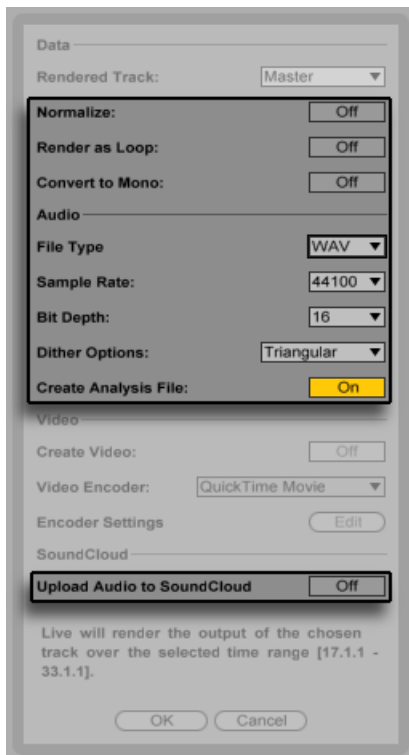 Data
Rendered Track: Master
Normalize: Off
Render as Loop: Off
Convert to Mono: Off
Audio
File Type WAV
Sample Rate: 44100
Bit Depth: 16
Dither Options: Triangular
Create Analysis File: On
Video
Create Video: Off
Video Encoder: QuickTime Movie
Encoder Settings Edit
SoundCloud
Upload Audio to SoundCloud Off
Live will render the output of the chosen
track over the selected time range [17.1.1 -
33.1.1].
OK Cancel